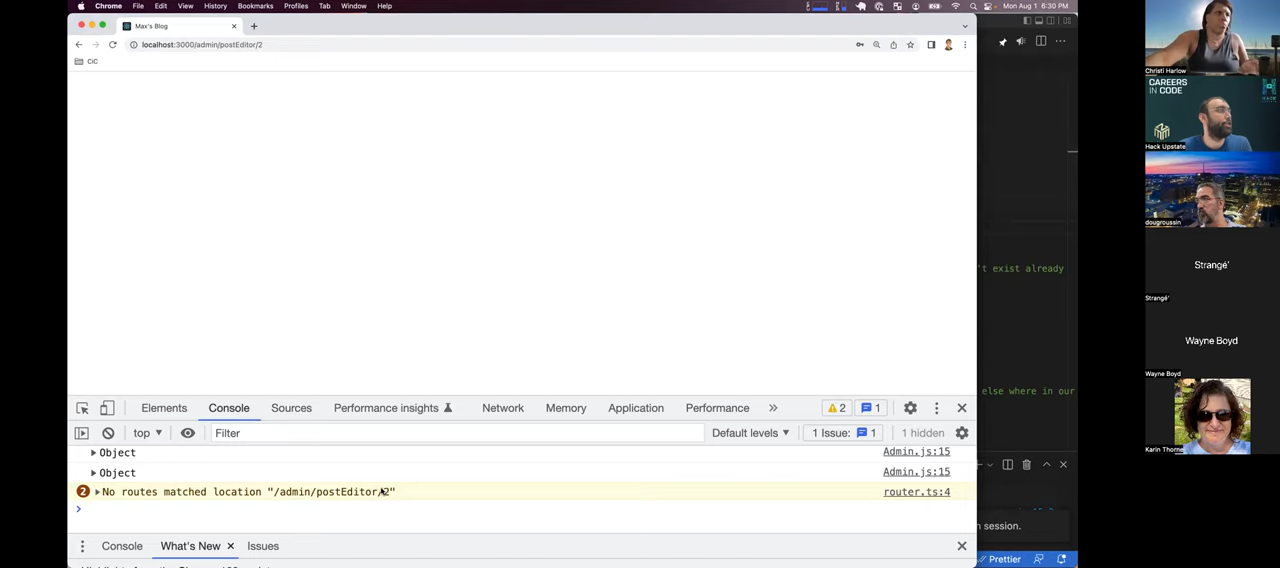 Chrome File Edit View History Bookmarks Profiles Tab Window Help
Mon Aug 1 6:30 PM
Max's Blog
localhost:3000/admin/postEditor/2
CIC
't exist already
else where in our
Elements Console Sources Performance insights Network Memory Application Performance
2 1
top Filter Default levels 1 Issue: 1 1 hidden
Object Admin.js:15
Object Admin.js:15
2 No routes matched location "/admin/postEditor/2" router.ts:4
n session.
Console What's New Issues
Prettier
Christi Harlow
CAREERS
IN CODE
Hack Upstate
dougroussin
Strangé'
Strangé'
Wayne Boyd
Wayne Boyd
Karin Thorne